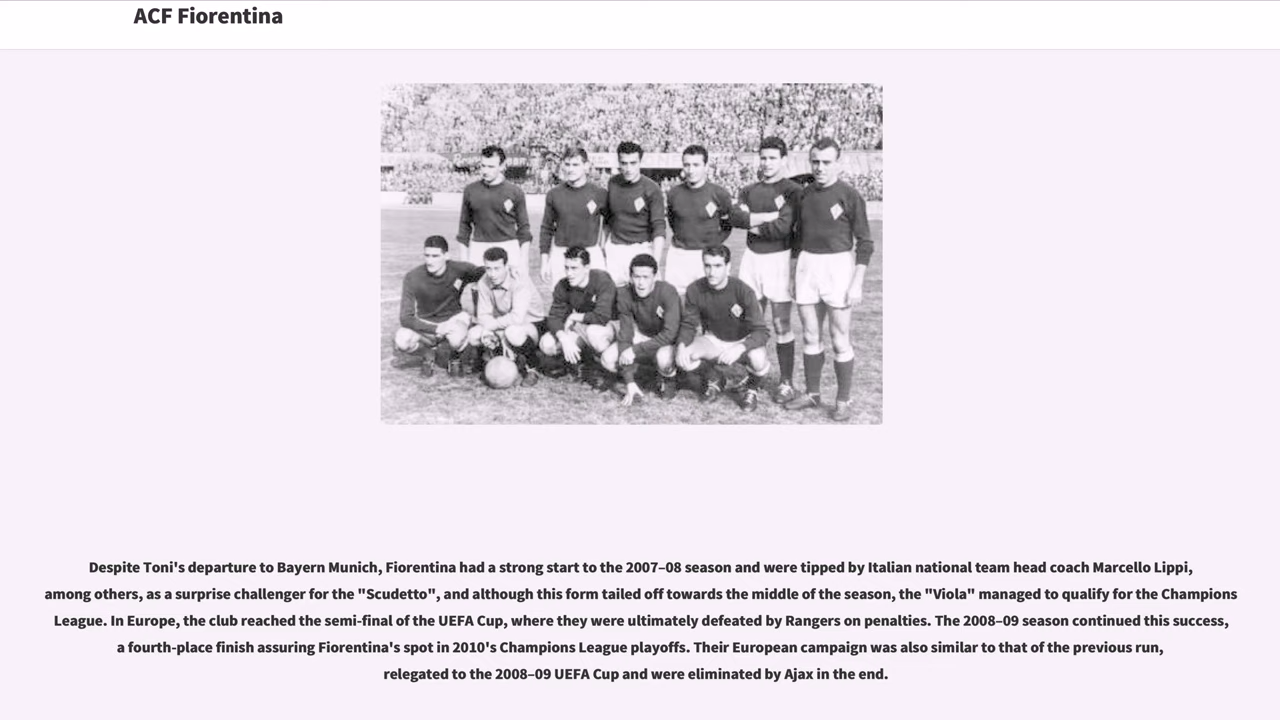 ACF Fiorentina
Despite Toni's departure to Bayern Munich, Fiorentina had a strong start to the 2007–08 season and were tipped by Italian national team head coach Marcello Lippi,
among others, as a surprise challenger for the "Scudetto", and although this form tailed off towards the middle of the season, the "Viola" managed to qualify for the Champions
League. In Europe, the club reached the semi-final of the UEFA Cup, where they were ultimately defeated by Rangers on penalties. The 2008–09 season continued this success,
a fourth-place finish assuring Fiorentina's spot in 2010's Champions League playoffs. Their European campaign was also similar to that of the previous run,
relegated to the 2008–09 UEFA Cup and were eliminated by Ajax in the end.